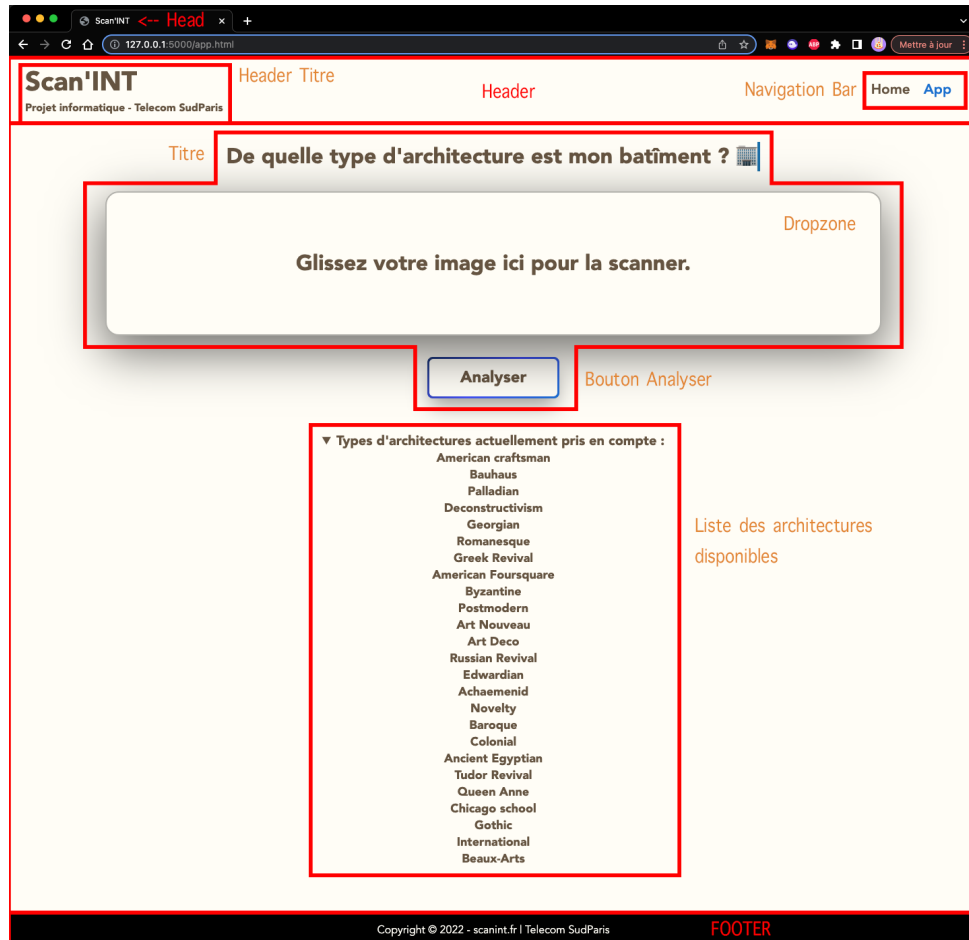 Scan'INT <-- Head × +
127.0.0.1:5000/app.html ABP Mettre à jour
Scan'INT Header Titre Header Navigation Bar Home App
Projet informatique - Telecom SudParis
Titre De quelle type d'architecture est mon batîment ?
Dropzone
Glissez votre image ici pour la scanner.
Analyser Bouton Analyser
▼ Types d'architectures actuellement pris en compte :
American craftsman
Bauhaus
Palladian
Deconstructivism
Georgian
Romanesque
Greek Revival
American Foursquare
Byzantine
Postmodern
Art Nouveau
Art Deco
Russian Revival
Edwardian
Achaemenid
Novelty
Baroque
Colonial
Ancient Egyptian
Tudor Revival
Queen Anne
Chicago school
Gothic
International
Beaux-Arts
Liste des architectures
disponibles
Copyright © 2022 - scanint.fr | Telecom SudParis FOOTER